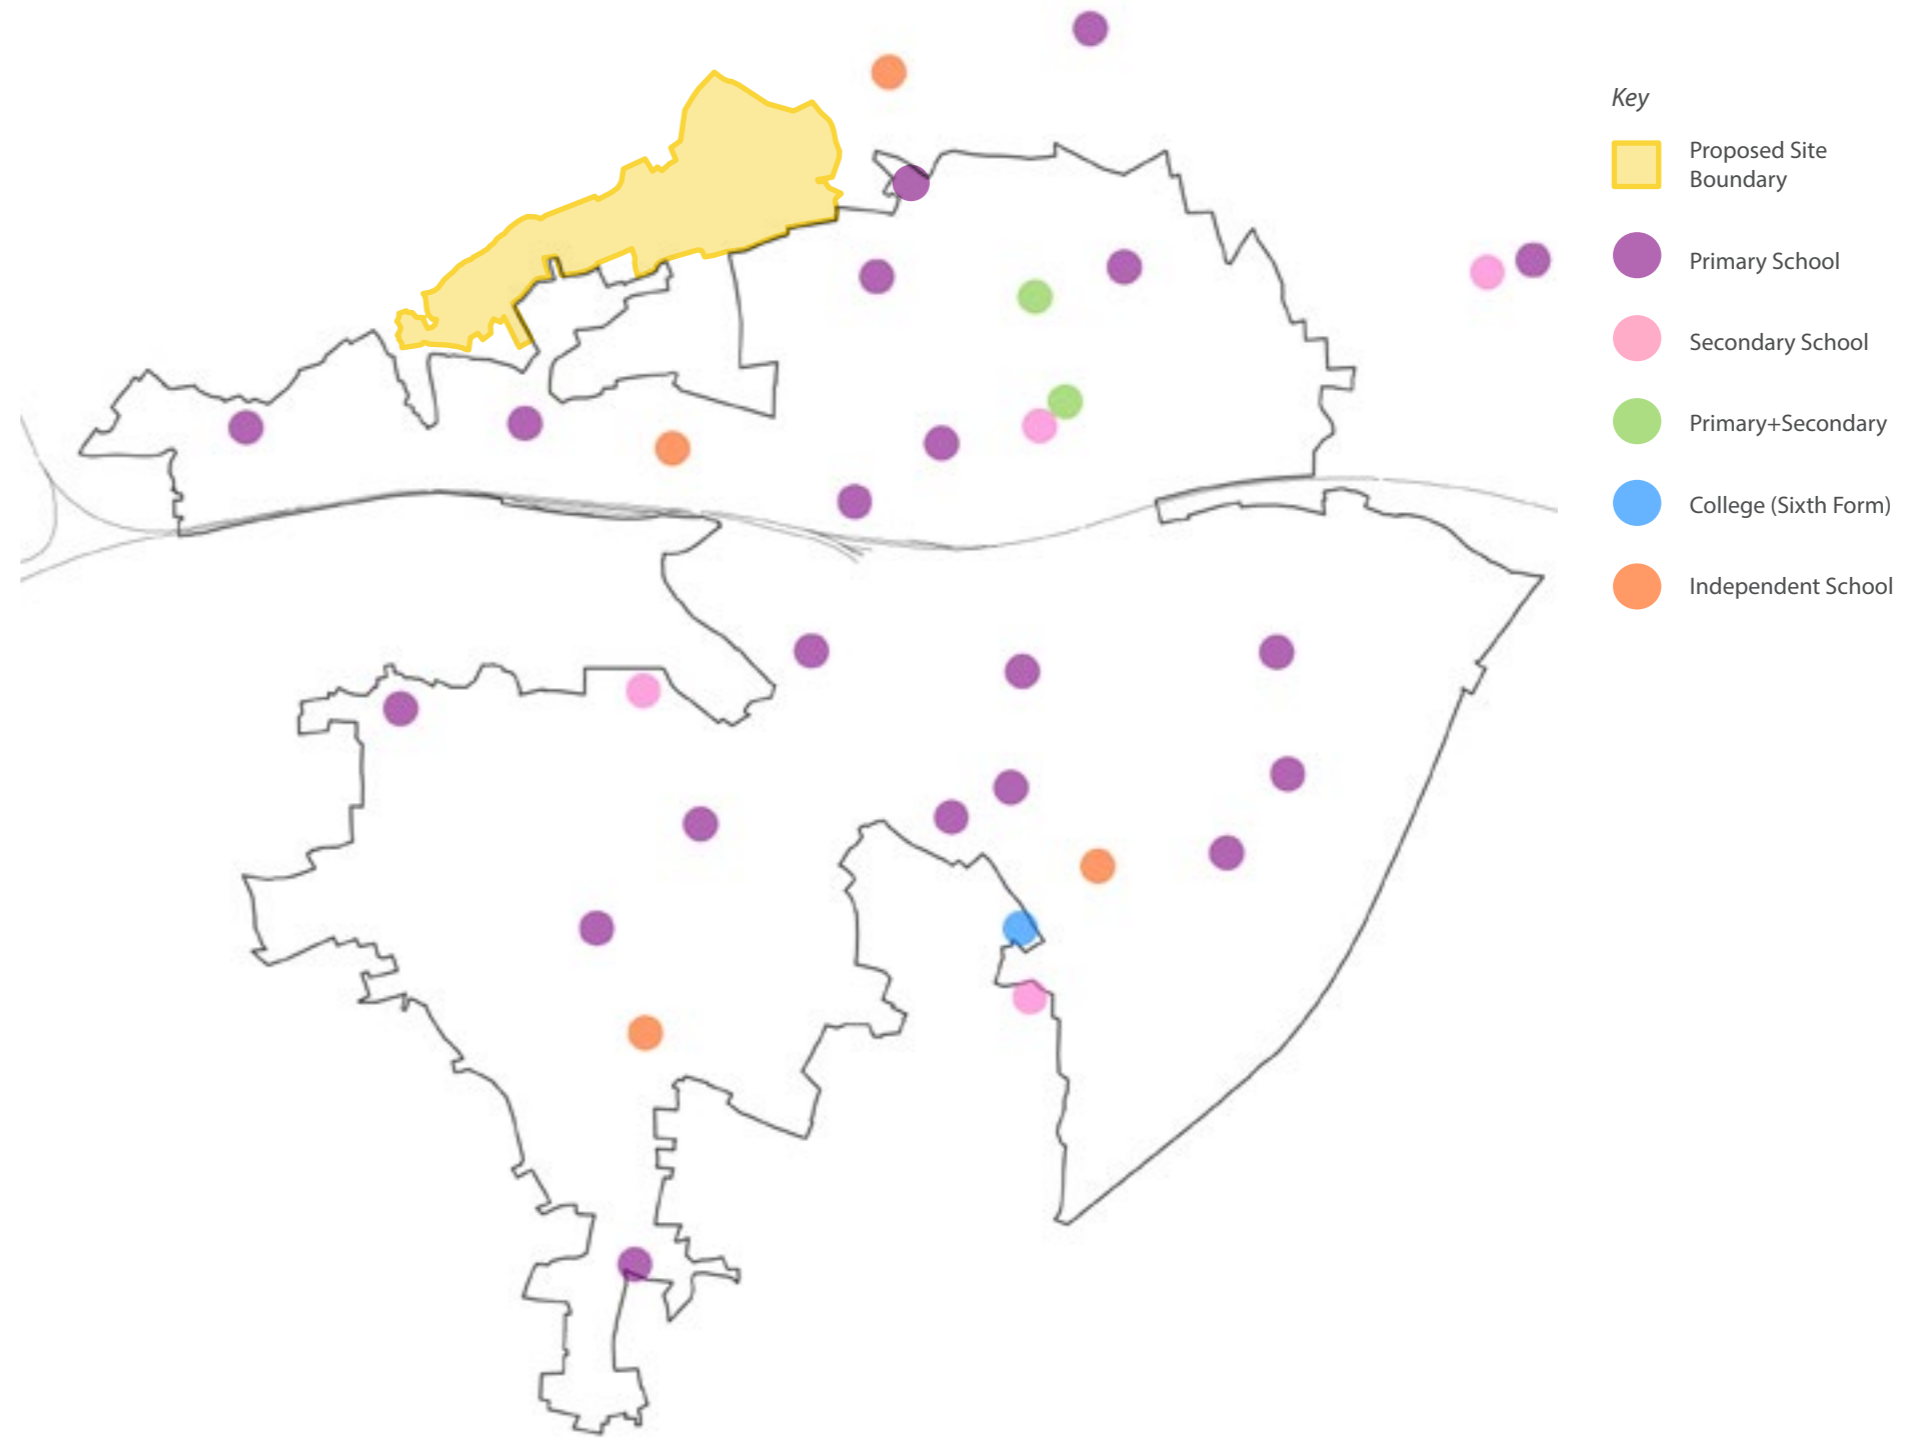 Key
Proposed Site
Boundary
Primary School
Secondary School
Primary+Secondary
College (Sixth Form)
Independent School